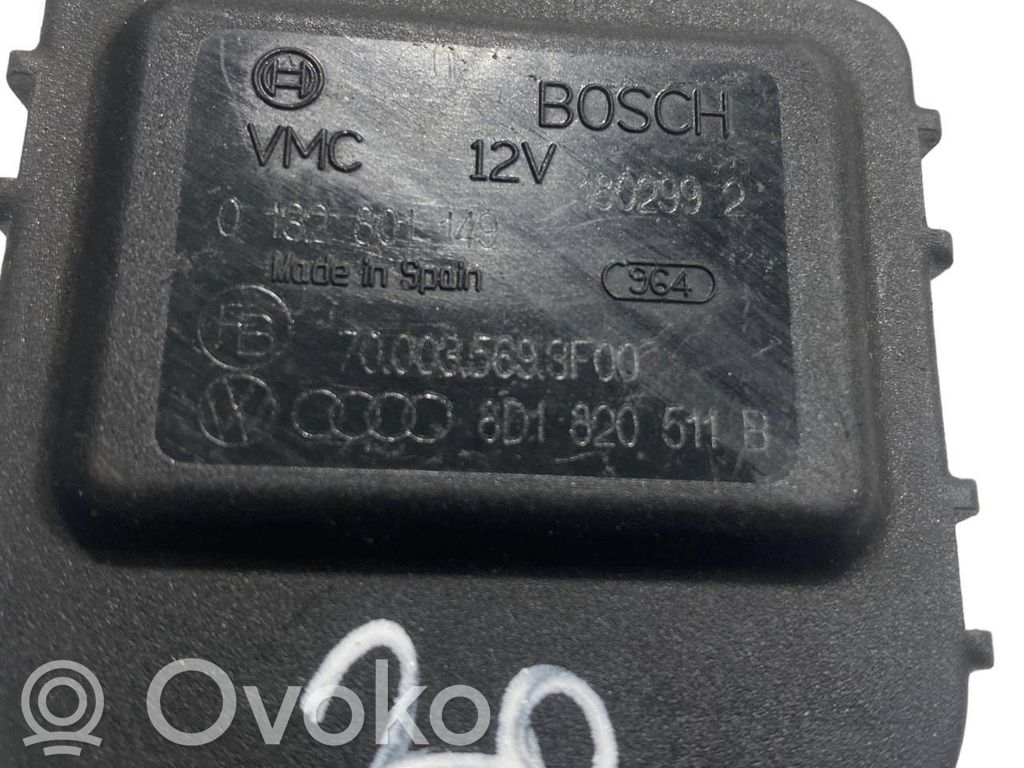 H BOSCH
VMC 12V
180299 2
0 132 801 149
Made in Spain 964
70.003.569.3F00
8D1 820 511 B
Ovoko